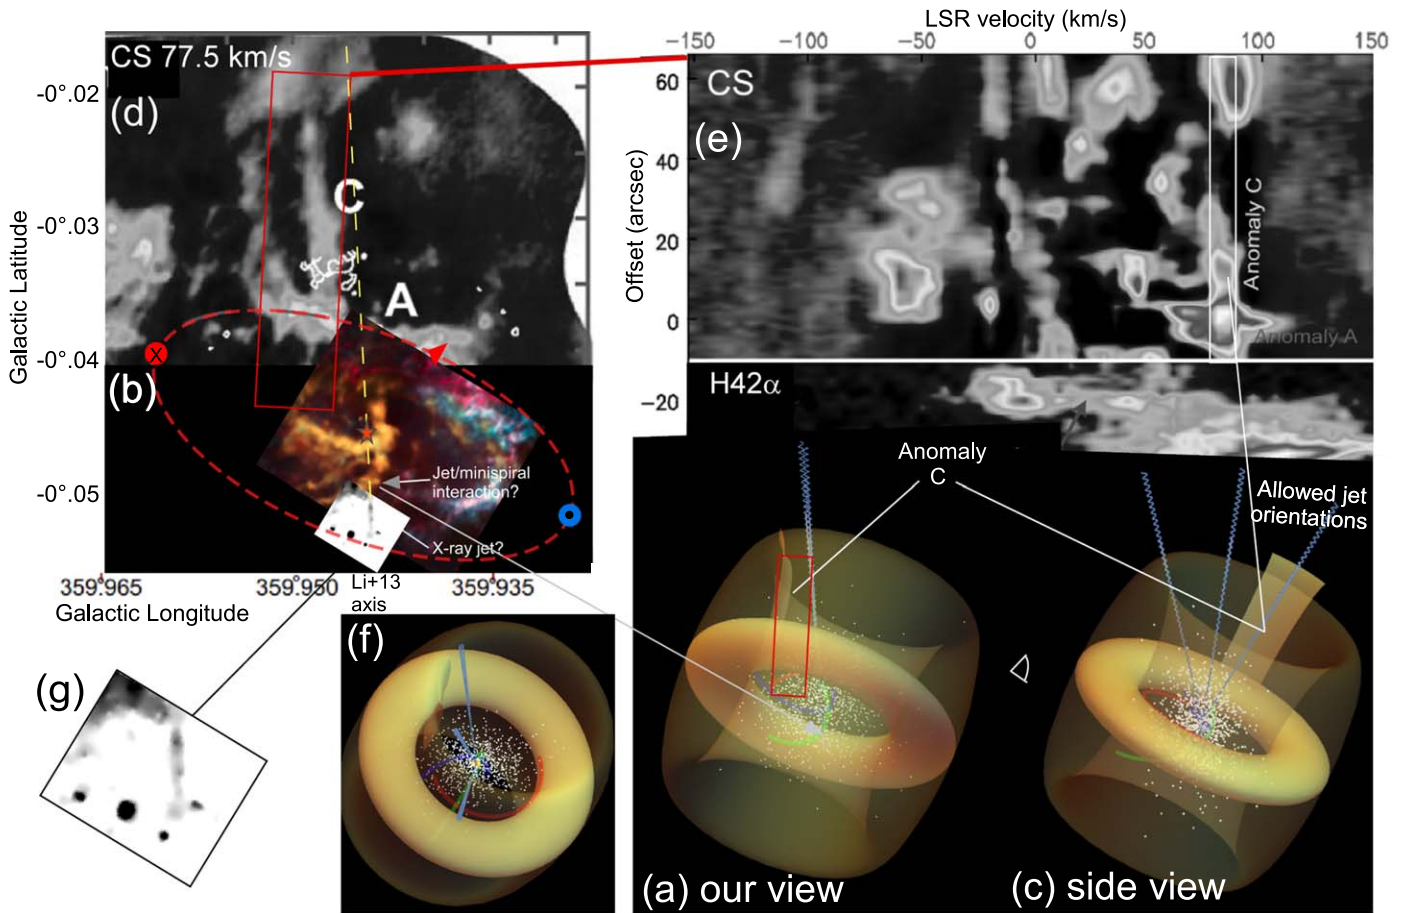 LSR velocity (km/s)
−150 −100 −50 0 50 100 150
CS 77.5 km/s
(d)
-0°.02
-0°.03
-0°.04
-0°.05
Galactic Latitude
C
A
X
(b)
Jet/minispiral
interaction?
X-ray jet?
359°.965 359°.950 359°.935
Li+13
axis
Galactic Longitude
CS
(e)
60
40
20
0
−20
Offset (arcsec)
Anomaly C
Anomaly A
H42α
Anomaly
C
Allowed jet
orientations
(g)
(f)
(a) our view
(c) side view